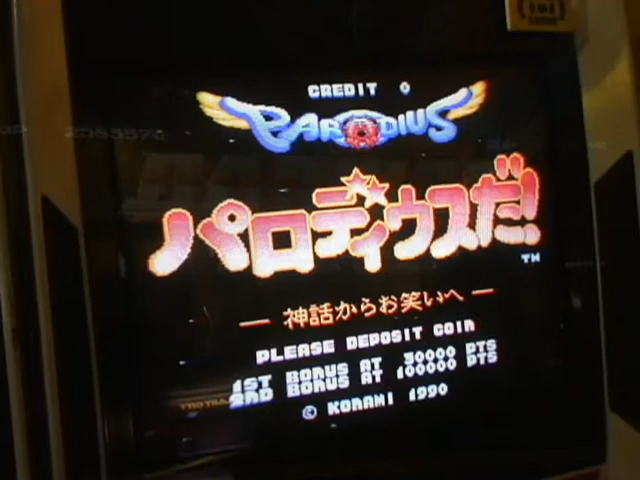 CREDIT 0
PARODIUS
パロディウスだ!
TM
— 神話からお笑いへ —
PLEASE DEPOSIT COIN
1ST BONUS AT 30000 PTS
2ND BONUS AT 100000 PTS
© KONAMI 1990